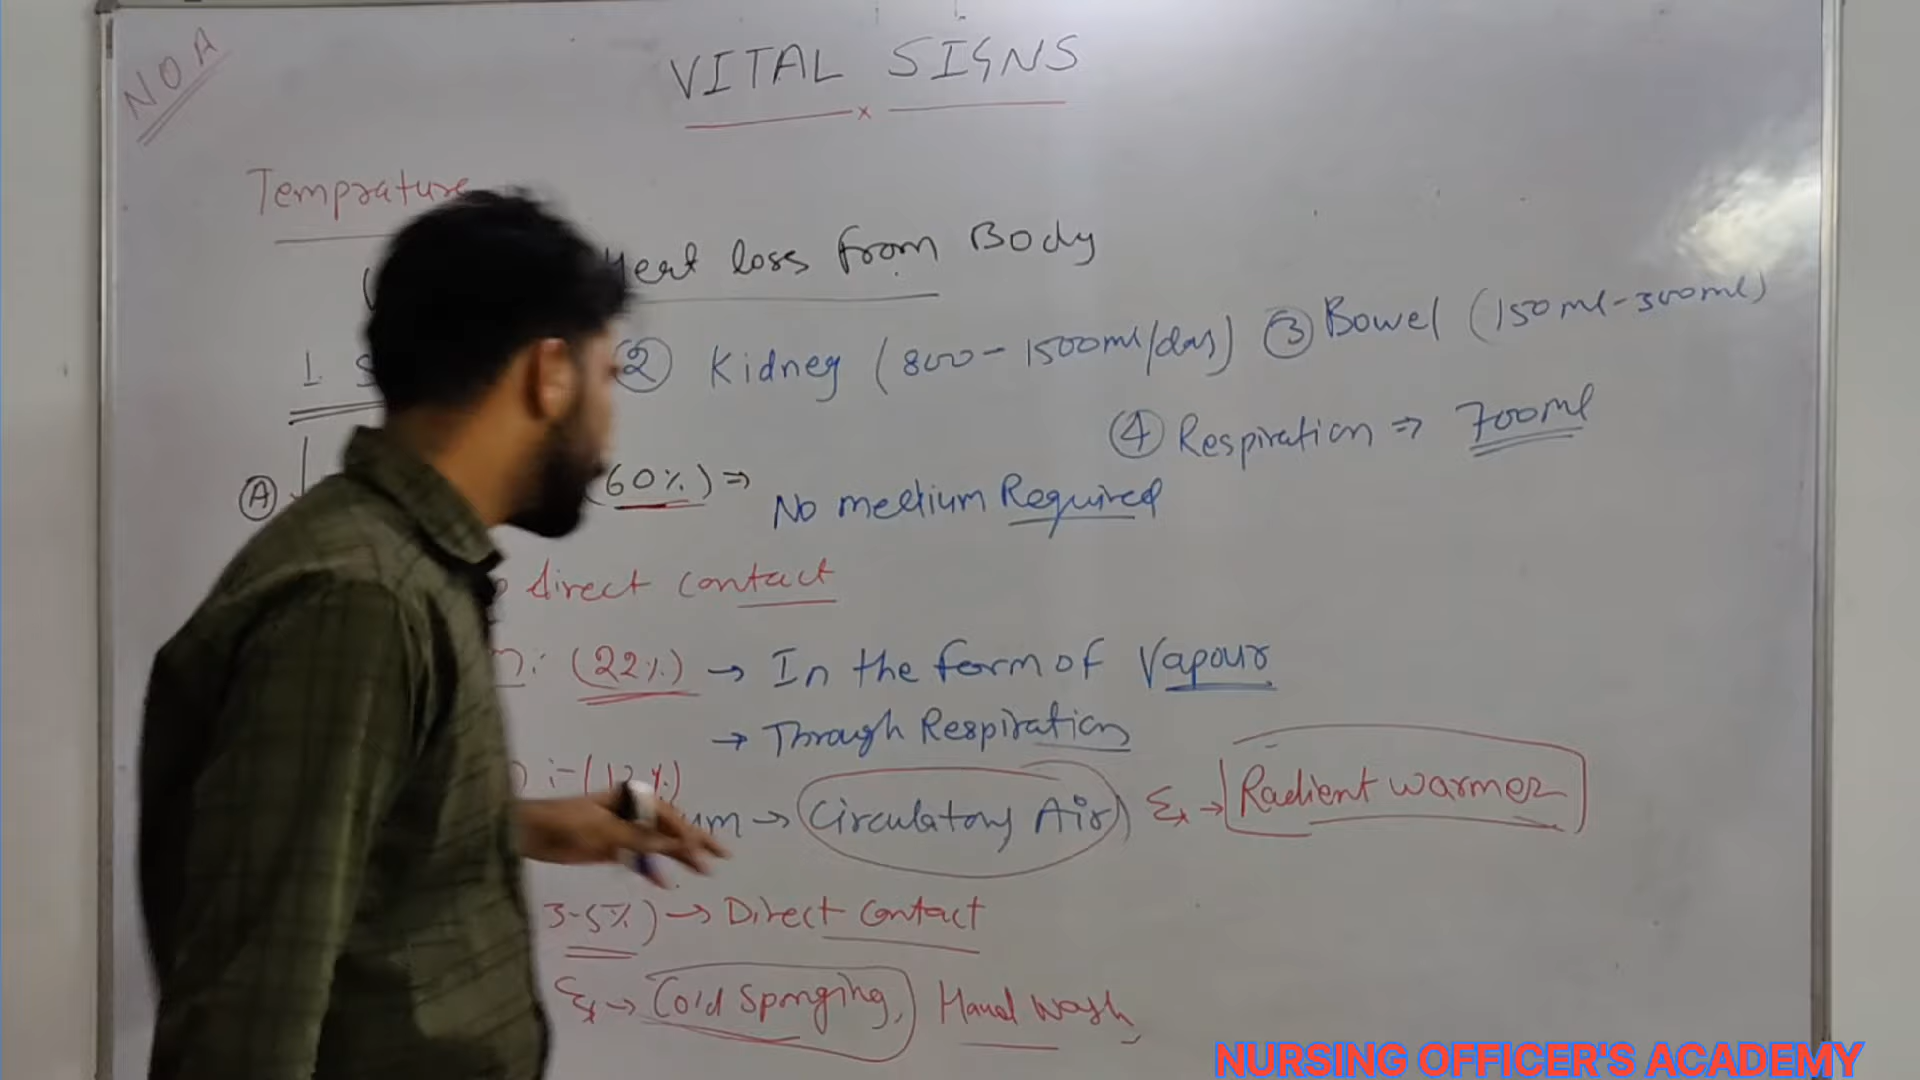 NOA
VITAL SIGNS
x
Temprature
Heat loss from Body
1. S
② Kidney (800-1500ml/day) ③ Bowel (150ml-300ml)
④ Respiration ⇒ 700ml
Ⓐ (60%) ⇒ No medium Required
direct contact
n:- (22%) → In the form of Vapour
→ Through Respiration
:-(12%)
um → Circulatory Air Ex → Radient warmer
3-5%) → Direct contact
Ex → Cold Sponging, Hand Wash
NURSING OFFICER'S ACADEMY